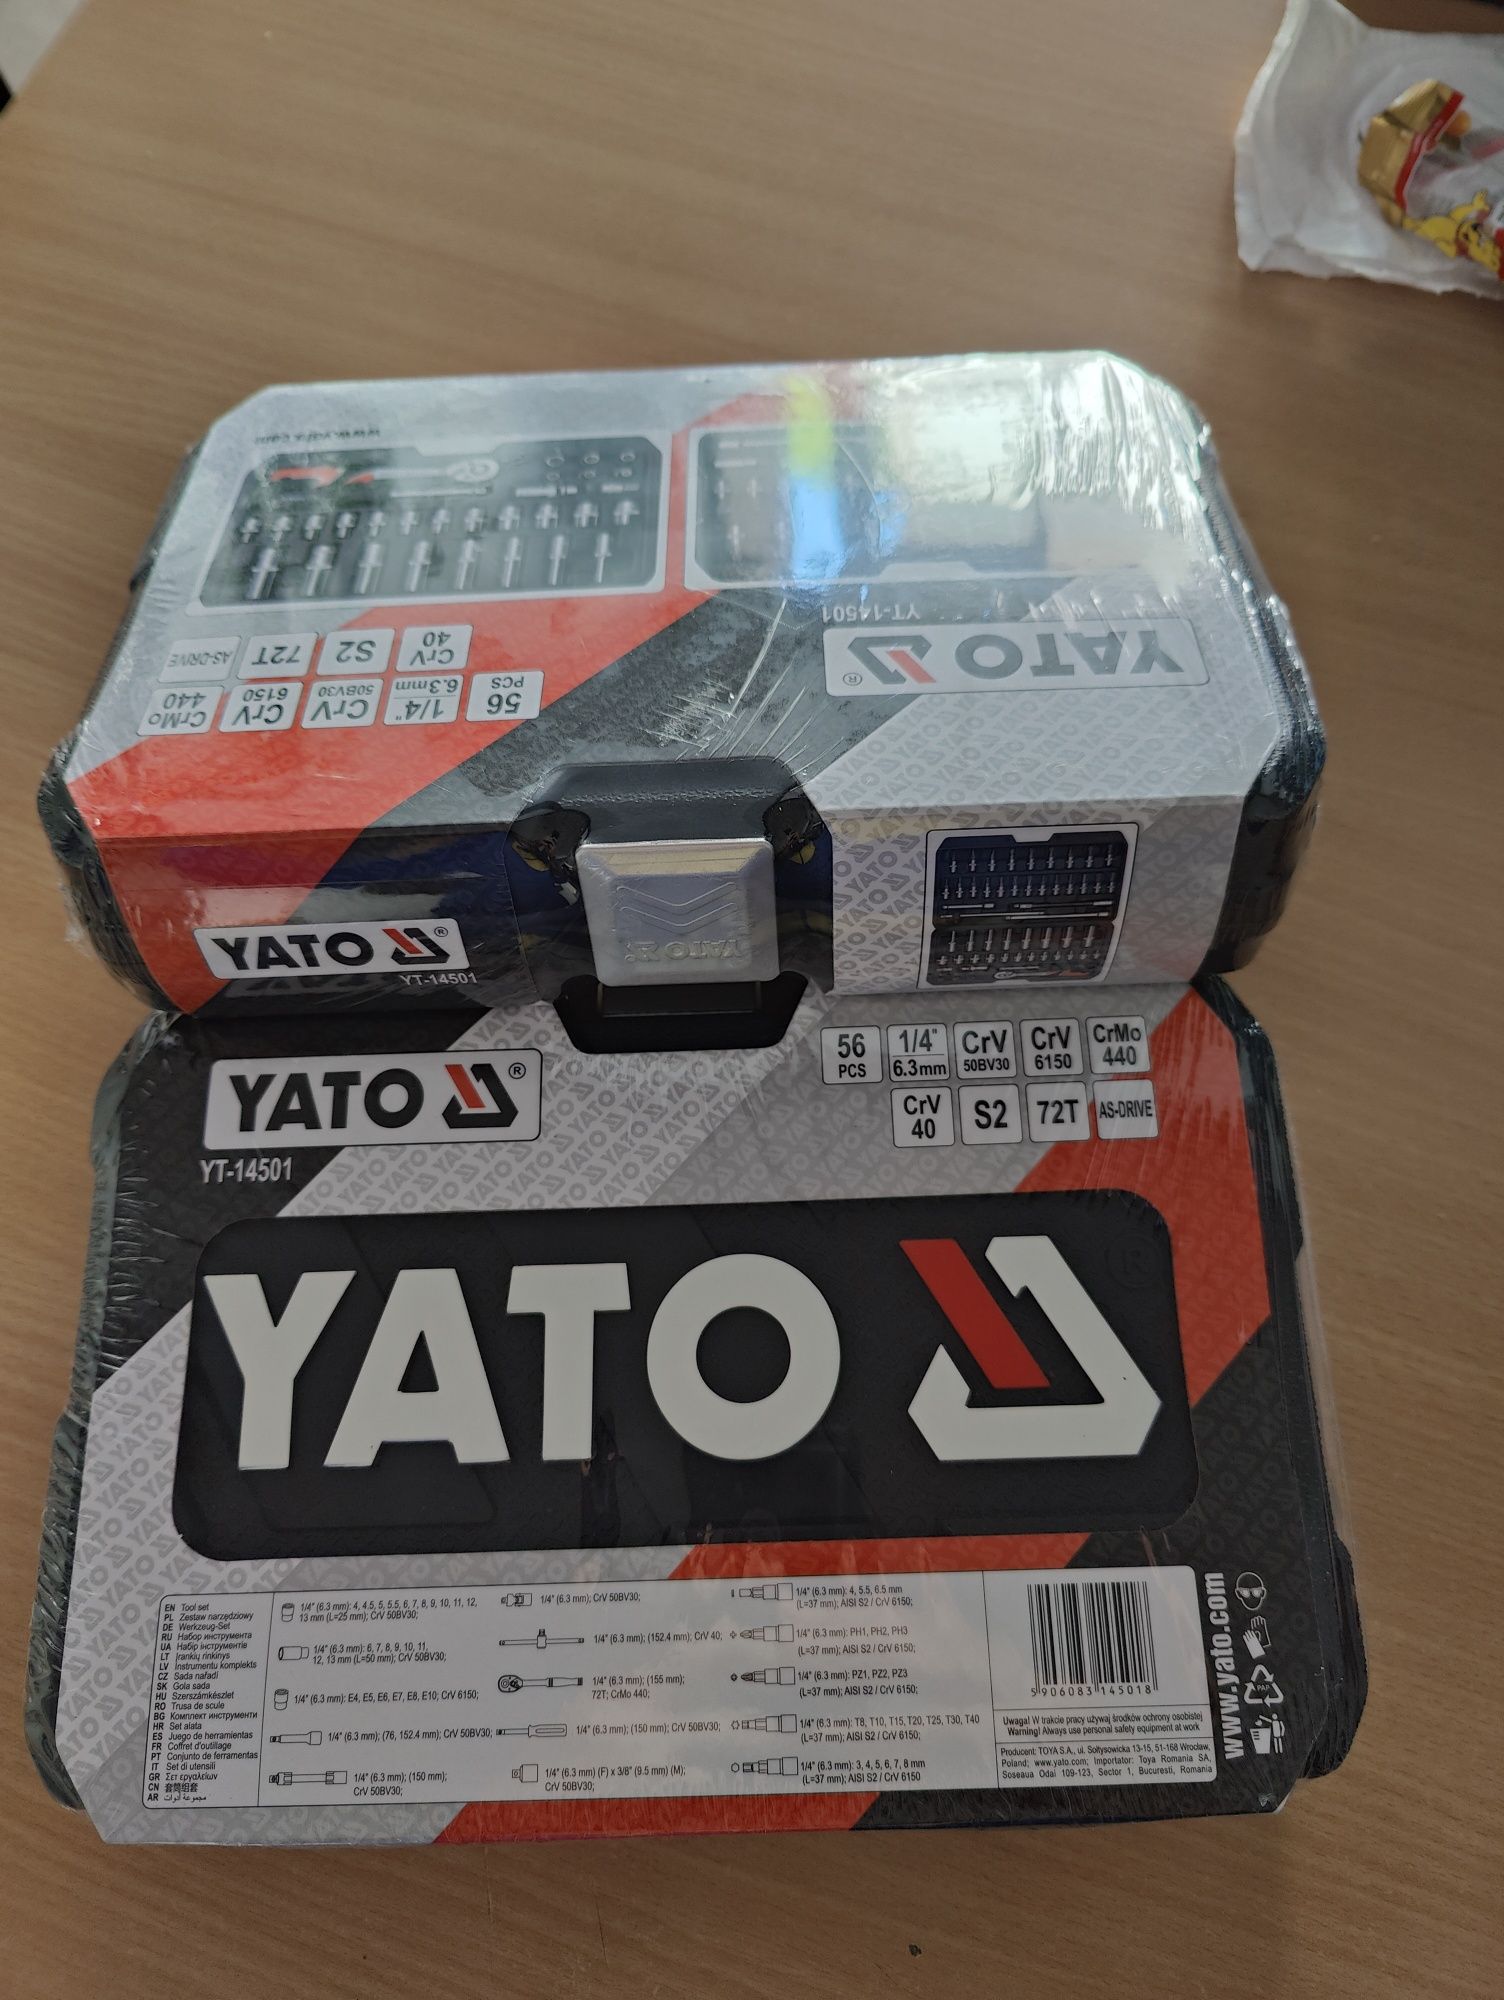 www.yato.com
YT-14501
YATO®
CrV 40
S2
72T
AS-DRIVE
56 PCS
1/4" 6.3mm
CrV 50BV30
CrV 6150
CrMo 440
YATO
YATO®
YT-14501
YATO®
YT-14501
56 PCS
1/4" 6.3mm
CrV 50BV30
CrV 6150
CrMo 440
CrV 40
S2
72T
AS-DRIVE
YATO
EN Tool set
PL Zestaw narzędziowy
DE Werkzeug-Set
RU Набор инструмента
UA Набір інструментів
LT Įrankių rinkinys
LV Instrumentu komplekts
CZ Sada nařadí
SK Gola sada
HU Szerszámkészlet
RO Trusa de scule
BG Комплект инструменти
HR Set alata
ES Juego de herramientas
FR Coffret d'outillage
PT Conjunto de ferramentas
IT Set di utensili
GR Σετ εργαλείων
CN 套筒组套
AR مجموعة أدوات
1/4" (6.3 mm): 4, 4.5, 5, 5.5, 6, 7, 8, 9, 10, 11, 12,
13 mm (L=25 mm); CrV 50BV30;
1/4" (6.3 mm): 6, 7, 8, 9, 10, 11,
12, 13 mm (L=50 mm); CrV 50BV30;
1/4" (6.3 mm): E4, E5, E6, E7, E8, E10; CrV 6150;
1/4" (6.3 mm); (76, 152.4 mm); CrV 50BV30;
1/4" (6.3 mm); (150 mm);
CrV 50BV30;
1/4" (6.3 mm); CrV 50BV30;
1/4" (6.3 mm); (152.4 mm); CrV 40;
1/4" (6.3 mm); (155 mm);
72T; CrMo 440;
1/4" (6.3 mm); (150 mm); CrV 50BV30;
1/4" (6.3 mm) (F) x 3/8" (9.5 mm) (M);
CrV 50BV30;
1/4" (6.3 mm): 4, 5.5, 6.5 mm
(L=37 mm); AISI S2 / CrV 6150;
1/4" (6.3 mm): PH1, PH2, PH3
(L=37 mm); AISI S2 / CrV 6150;
1/4" (6.3 mm): PZ1, PZ2, PZ3
(L=37 mm); AISI S2 / CrV 6150;
1/4" (6.3 mm): T8, T10, T15, T20, T25, T30, T40
(L=37 mm); AISI S2 / CrV 6150;
1/4" (6.3 mm): 3, 4, 5, 6, 7, 8 mm
(L=37 mm); AISI S2 / CrV 6150
5 906083 145018
Uwaga! W trakcie pracy używaj środków ochrony osobistej
Warning! Always use personal safety equipment at work
Producent: TOYA S.A., ul. Sołtysowicka 13-15, 51-168 Wrocław,
Poland; www.yato.com; Importator: Toya Romania SA,
Soseaua Odai 109-123, Sector 1, Bucuresti, Romania
www.yato.com
PAP